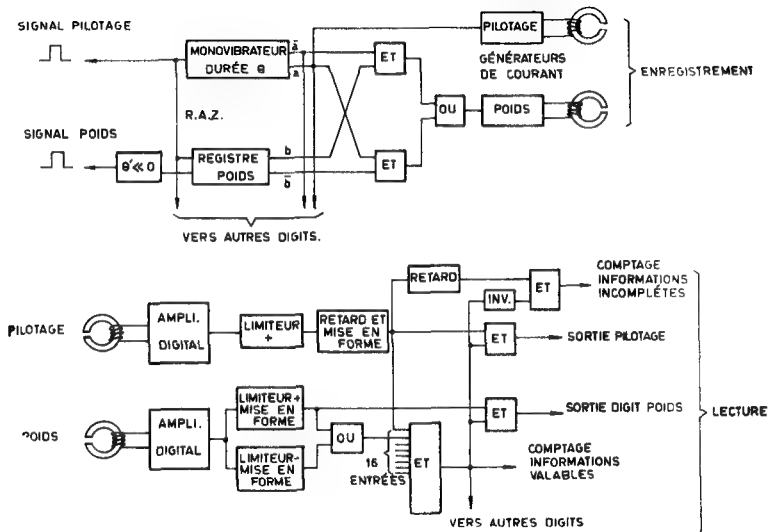 SIGNAL PILOTAGE
MONOVIBRATEUR
DURÉE θ
a̅
a
ET
PILOTAGE
GÉNÉRATEURS
DE COURANT
ENREGISTREMENT
R.A.Z.
OU
POIDS
SIGNAL POIDS
θ'≪θ
REGISTRE
POIDS
b
b̅
ET
VERS AUTRES DIGITS.
RETARD
ET
COMPTAGE
INFORMATIONS
INCOMPLÉTES
INV.
PILOTAGE
AMPLI.
DIGITAL
LIMITEUR
+
RETARD ET
MISE EN
FORME
ET
SORTIE PILOTAGE
POIDS
AMPLI.
DIGITAL
LIMITEUR+
MISE EN
FORME
LIMITEUR-
MISE EN
FORME
OU
16
ENTRÉES
ET
ET
SORTIE DIGIT POIDS
LECTURE
COMPTAGE
INFORMATIONS
VALABLES
VERS AUTRES DIGITS